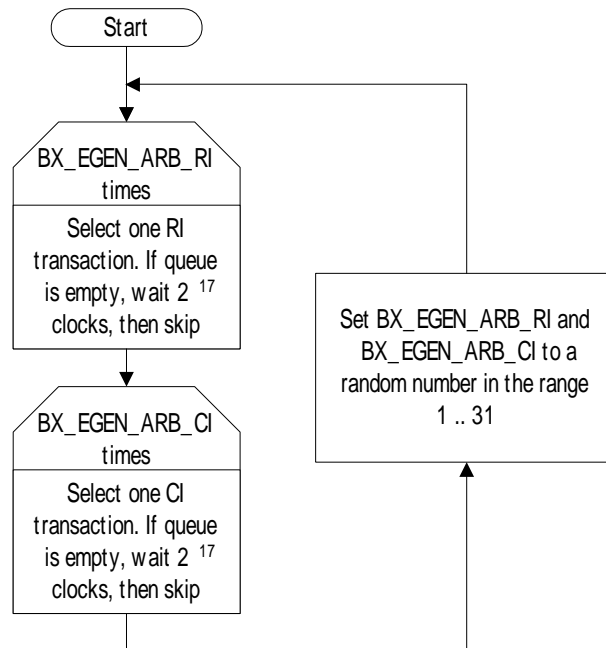 Start
BX_EGEN_ARB_RI
times
Select one RI
transaction. If queue
is empty, wait 2 17
clocks, then skip
BX_EGEN_ARB_CI
times
Select one CI
transaction. If queue
is empty, wait 2 17
clocks, then skip
Set BX_EGEN_ARB_RI and
BX_EGEN_ARB_CI to a
random number in the range
1 .. 31